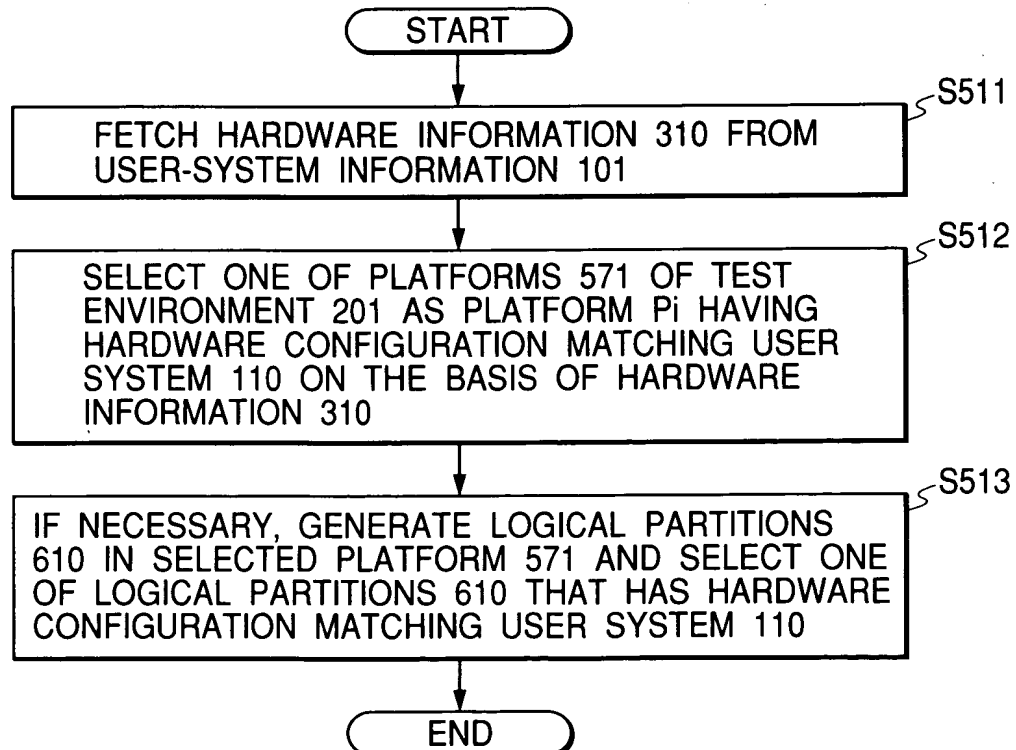 START
S511
FETCH HARDWARE INFORMATION 310 FROM
USER-SYSTEM INFORMATION 101
S512
SELECT ONE OF PLATFORMS 571 OF TEST
ENVIRONMENT 201 AS PLATFORM Pi HAVING
HARDWARE CONFIGURATION MATCHING USER
SYSTEM 110 ON THE BASIS OF HARDWARE
INFORMATION 310
S513
IF NECESSARY, GENERATE LOGICAL PARTITIONS
610 IN SELECTED PLATFORM 571 AND SELECT ONE
OF LOGICAL PARTITIONS 610 THAT HAS HARDWARE
CONFIGURATION MATCHING USER SYSTEM 110
END